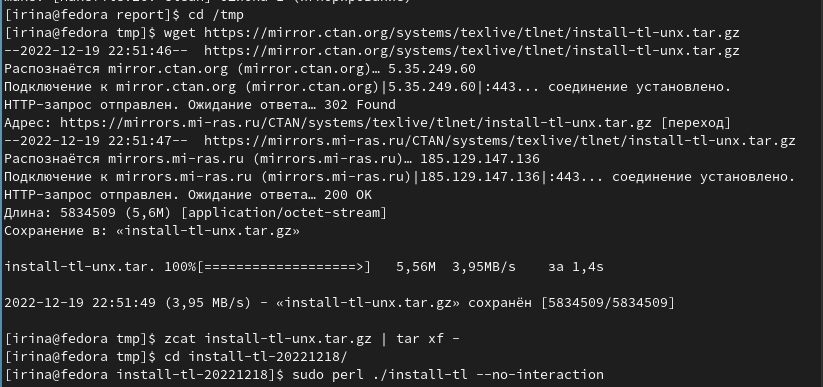 [irina@fedora report]$ cd /tmp
[irina@fedora tmp]$ wget https://mirror.ctan.org/systems/texlive/tlnet/install-tl-unx.tar.gz
--2022-12-19 22:51:46--  https://mirror.ctan.org/systems/texlive/tlnet/install-tl-unx.tar.gz
Распознаётся mirror.ctan.org (mirror.ctan.org)… 5.35.249.60
Подключение к mirror.ctan.org (mirror.ctan.org)|5.35.249.60|:443... соединение установлено.
HTTP-запрос отправлен. Ожидание ответа… 302 Found
Адрес: https://mirrors.mi-ras.ru/CTAN/systems/texlive/tlnet/install-tl-unx.tar.gz [переход]
--2022-12-19 22:51:47--  https://mirrors.mi-ras.ru/CTAN/systems/texlive/tlnet/install-tl-unx.tar.gz
Распознаётся mirrors.mi-ras.ru (mirrors.mi-ras.ru)… 185.129.147.136
Подключение к mirrors.mi-ras.ru (mirrors.mi-ras.ru)|185.129.147.136|:443... соединение установлено.
HTTP-запрос отправлен. Ожидание ответа… 200 OK
Длина: 5834509 (5,6M) [application/octet-stream]
Сохранение в: «install-tl-unx.tar.gz»
install-tl-unx.tar. 100%[===================>]   5,56M  3,95MB/s    за 1,4s
2022-12-19 22:51:49 (3,95 MB/s) - «install-tl-unx.tar.gz» сохранён [5834509/5834509]
[irina@fedora tmp]$ zcat install-tl-unx.tar.gz | tar xf -
[irina@fedora tmp]$ cd install-tl-20221218/
[irina@fedora install-tl-20221218]$ sudo perl ./install-tl --no-interaction